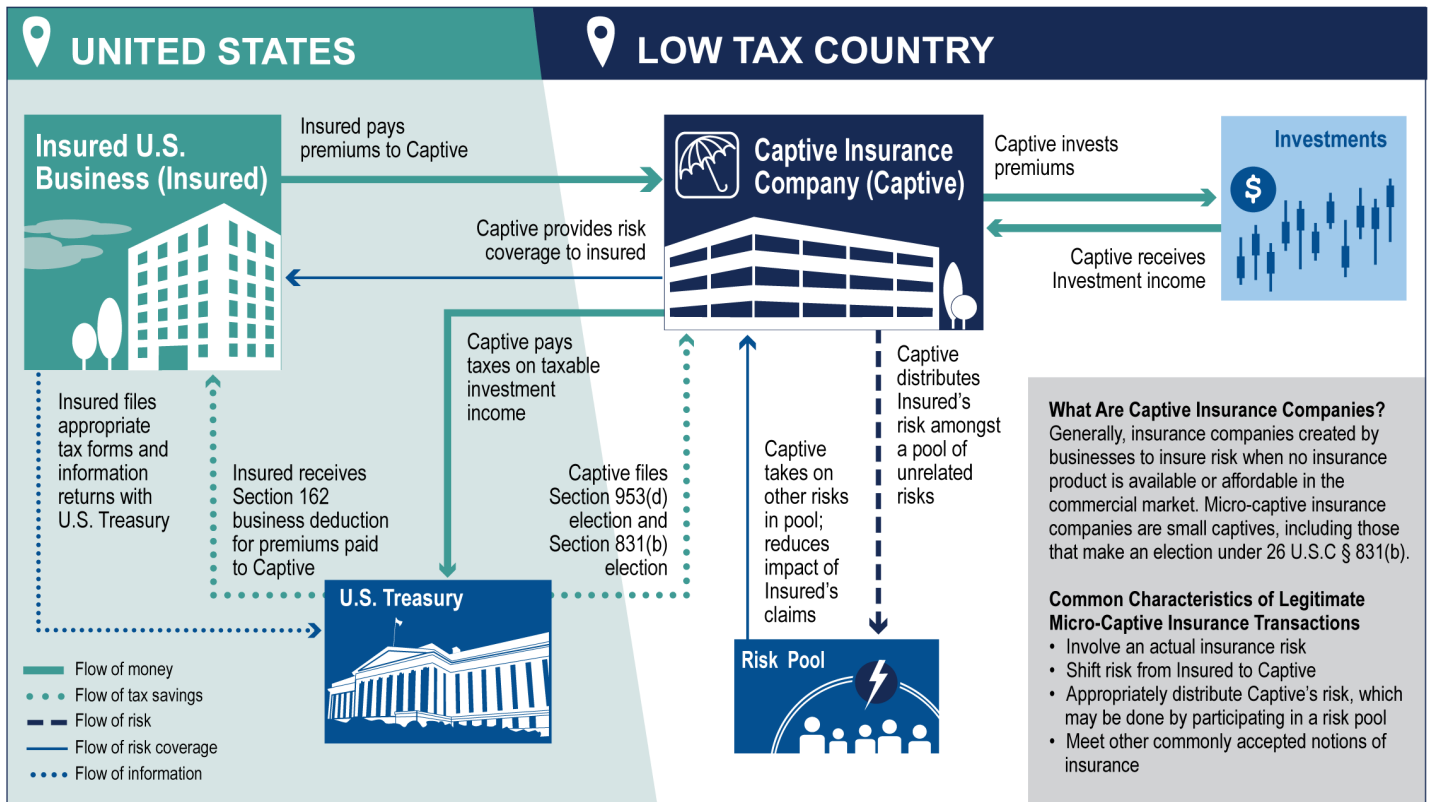 UNITED STATES
LOW TAX COUNTRY
Insured U.S.
Business (Insured)
Insured pays
premiums to Captive
Captive Insurance
Company (Captive)
Captive invests
premiums
Investments
$
Captive provides risk
coverage to insured
Captive receives
Investment income
Captive pays
taxes on taxable
investment
income
Captive
distributes
Insured's
risk amongst
a pool of
unrelated
risks
Insured files
appropriate
tax forms and
information
returns with
U.S. Treasury
Insured receives
Section 162
business deduction
for premiums paid
to Captive
Captive files
Section 953(d)
election and
Section 831(b)
election
Captive
takes on
other risks
in pool;
reduces
impact of
Insured's
claims
U.S. Treasury
Risk Pool
Flow of money
Flow of tax savings
Flow of risk
Flow of risk coverage
Flow of information
What Are Captive Insurance Companies?
Generally, insurance companies created by
businesses to insure risk when no insurance
product is available or affordable in the
commercial market. Micro-captive insurance
companies are small captives, including those
that make an election under 26 U.S.C § 831(b).
Common Characteristics of Legitimate
Micro-Captive Insurance Transactions
• Involve an actual insurance risk
• Shift risk from Insured to Captive
• Appropriately distribute Captive's risk, which
may be done by participating in a risk pool
• Meet other commonly accepted notions of
insurance